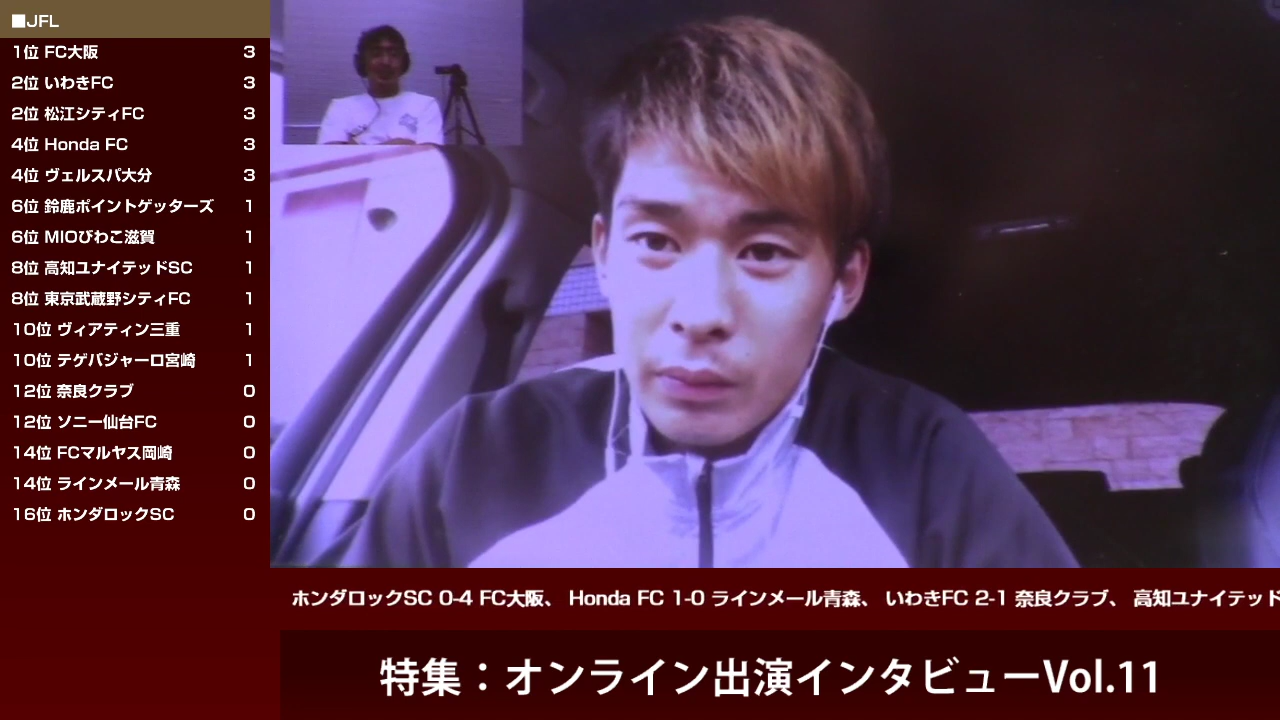 ■JFL
1位 FC大阪 3
2位 いわきFC 3
2位 松江シティFC 3
4位 Honda FC 3
4位 ヴェルスパ大分 3
6位 鈴鹿ポイントゲッターズ 1
6位 MIOびわこ滋賀 1
8位 高知ユナイテッドSC 1
8位 東京武蔵野シティFC 1
10位 ヴィアティン三重 1
10位 テゲバジャーロ宮崎 1
12位 奈良クラブ 0
12位 ソニー仙台FC 0
14位 FCマルヤス岡崎 0
14位 ラインメール青森 0
16位 ホンダロックSC 0
ホンダロックSC 0-4 FC大阪、 Honda FC 1-0 ラインメール青森、 いわきFC 2-1 奈良クラブ、 高知ユナイテッド
特集：オンライン出演インタビューVol.11